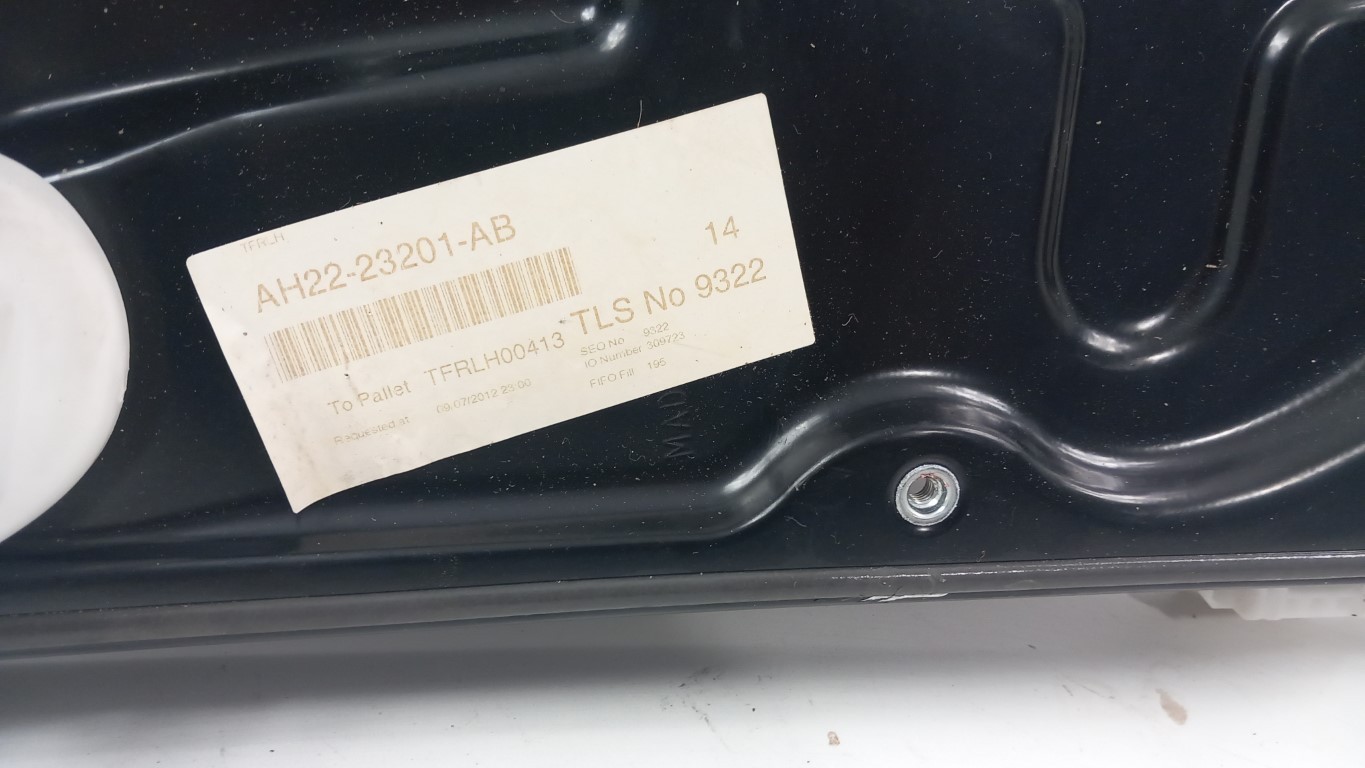 TFRLH
AH22-23201-AB
14
TLS No 9322
To Pallet TFRLH00413
SEQ No 9322
IO Number 309723
Requested at 09/07/2012 23:00
FIFO Fill 195